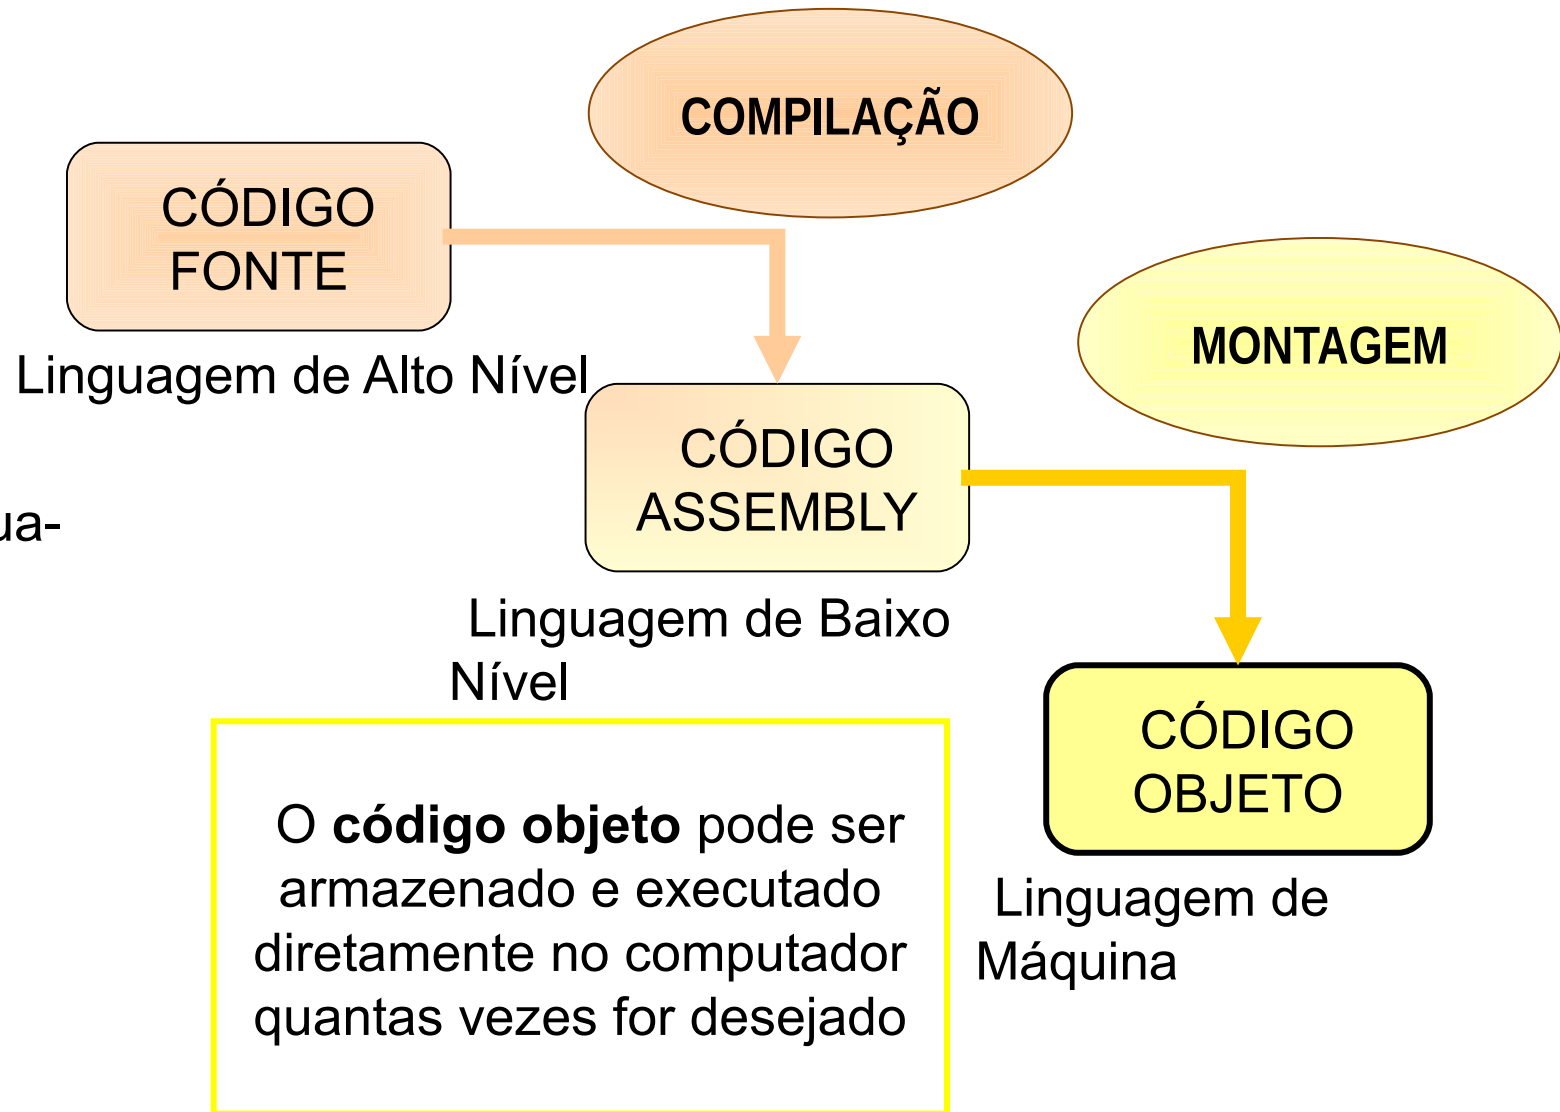 COMPILAÇÃO
CÓDIGO
FONTE
Linguagem de Alto Nível
MONTAGEM
CÓDIGO
ASSEMBLY
ua-
Linguagem de Baixo
Nível
CÓDIGO
OBJETO
Linguagem de
Máquina
O código objeto pode ser
armazenado e executado
diretamente no computador
quantas vezes for desejado